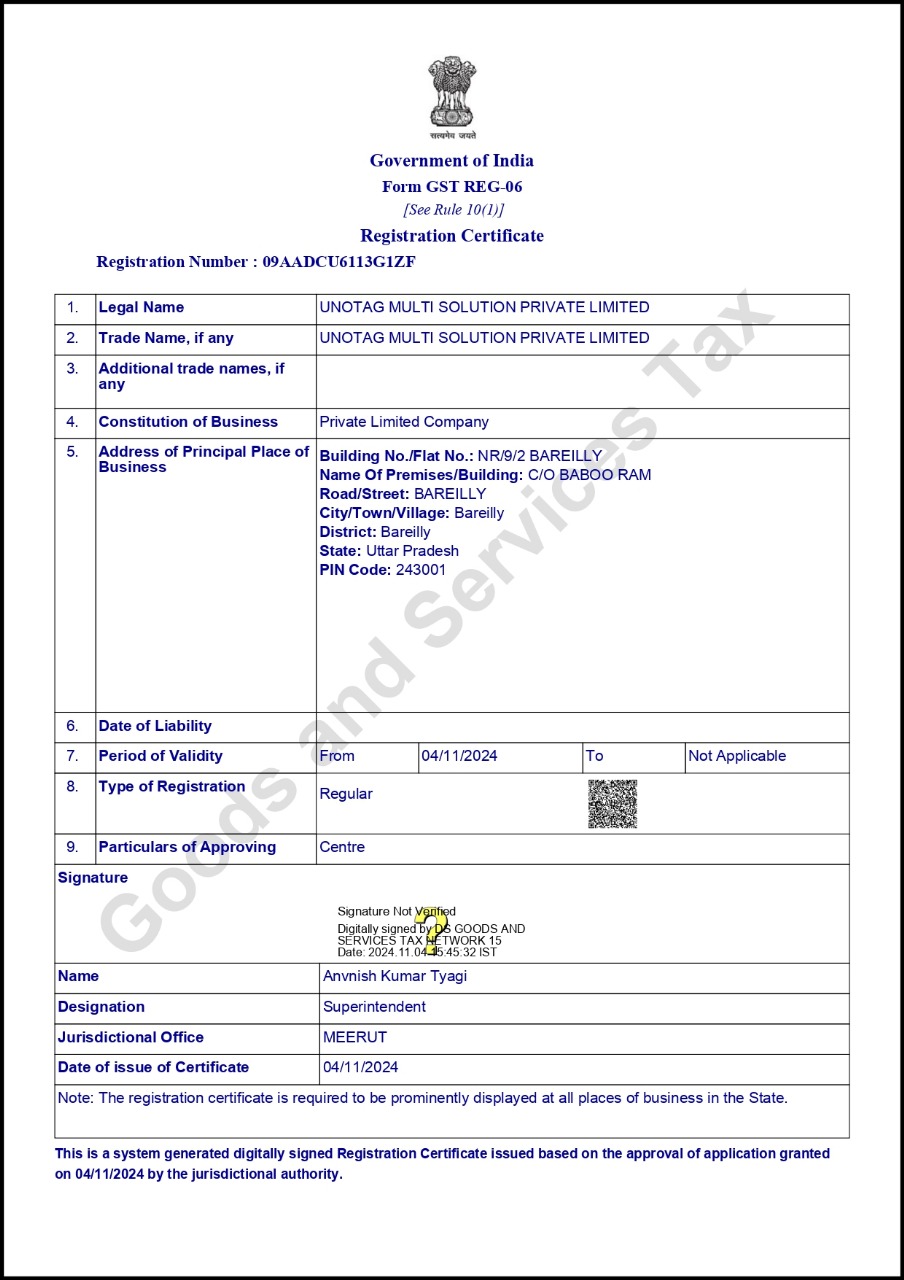 सत्यमेव जयते
Government of India
Form GST REG-06
[See Rule 10(1)]
Registration Certificate
Registration Number : 09AADCU6113G1ZF
1. Legal Name UNOTAG MULTI SOLUTION PRIVATE LIMITED
2. Trade Name, if any UNOTAG MULTI SOLUTION PRIVATE LIMITED
3. Additional trade names, if
any
4. Constitution of Business Private Limited Company
5. Address of Principal Place of
Business
Building No./Flat No.: NR/9/2 BAREILLY
Name Of Premises/Building: C/O BABOO RAM
Road/Street: BAREILLY
City/Town/Village: Bareilly
District: Bareilly
State: Uttar Pradesh
PIN Code: 243001
6. Date of Liability
7. Period of Validity From 04/11/2024 To Not Applicable
8. Type of Registration Regular
9. Particulars of Approving Centre
Signature
Signature Not Verified
Digitally signed by DS GOODS AND
SERVICES TAX NETWORK 15
Date: 2024.11.04 15:45:32 IST
?
Name Anvnish Kumar Tyagi
Designation Superintendent
Jurisdictional Office MEERUT
Date of issue of Certificate 04/11/2024
Note: The registration certificate is required to be prominently displayed at all places of business in the State.
This is a system generated digitally signed Registration Certificate issued based on the approval of application granted
on 04/11/2024 by the jurisdictional authority.
Goods and Services Tax